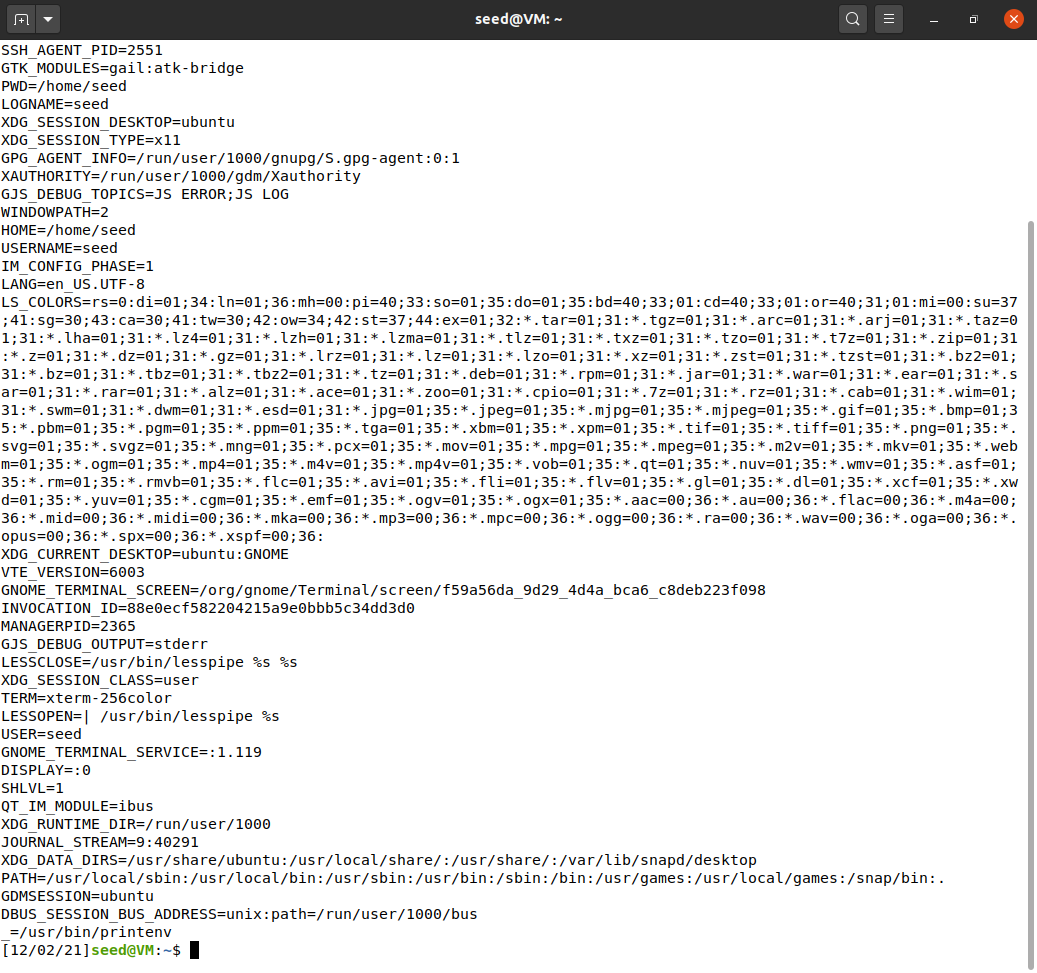 seed@VM: ~
SSH_AGENT_PID=2551
GTK_MODULES=gail:atk-bridge
PWD=/home/seed
LOGNAME=seed
XDG_SESSION_DESKTOP=ubuntu
XDG_SESSION_TYPE=x11
GPG_AGENT_INFO=/run/user/1000/gnupg/S.gpg-agent:0:1
XAUTHORITY=/run/user/1000/gdm/Xauthority
GJS_DEBUG_TOPICS=JS ERROR;JS LOG
WINDOWPATH=2
HOME=/home/seed
USERNAME=seed
IM_CONFIG_PHASE=1
LANG=en_US.UTF-8
LS_COLORS=rs=0:di=01;34:ln=01;36:mh=00:pi=40;33:so=01;35:do=01;35:bd=40;33;01:cd=40;33;01:or=40;31;01:mi=00:su=37
;41:sg=30;43:ca=30;41:tw=30;42:ow=34;42:st=37;44:ex=01;32:*.tar=01;31:*.tgz=01;31:*.arc=01;31:*.arj=01;31:*.taz=0
1;31:*.lha=01;31:*.lz4=01;31:*.lzh=01;31:*.lzma=01;31:*.tlz=01;31:*.txz=01;31:*.tzo=01;31:*.t7z=01;31:*.zip=01;31
:*.z=01;31:*.dz=01;31:*.gz=01;31:*.lrz=01;31:*.lz=01;31:*.lzo=01;31:*.xz=01;31:*.zst=01;31:*.tzst=01;31:*.bz2=01;
31:*.bz=01;31:*.tbz=01;31:*.tbz2=01;31:*.tz=01;31:*.deb=01;31:*.rpm=01;31:*.jar=01;31:*.war=01;31:*.ear=01;31:*.s
ar=01;31:*.rar=01;31:*.alz=01;31:*.ace=01;31:*.zoo=01;31:*.cpio=01;31:*.7z=01;31:*.rz=01;31:*.cab=01;31:*.wim=01;
31:*.swm=01;31:*.dwm=01;31:*.esd=01;31:*.jpg=01;35:*.jpeg=01;35:*.mjpg=01;35:*.mjpeg=01;35:*.gif=01;35:*.bmp=01;3
5:*.pbm=01;35:*.pgm=01;35:*.ppm=01;35:*.tga=01;35:*.xbm=01;35:*.xpm=01;35:*.tif=01;35:*.tiff=01;35:*.png=01;35:*.
svg=01;35:*.svgz=01;35:*.mng=01;35:*.pcx=01;35:*.mov=01;35:*.mpg=01;35:*.mpeg=01;35:*.m2v=01;35:*.mkv=01;35:*.web
m=01;35:*.ogm=01;35:*.mp4=01;35:*.m4v=01;35:*.mp4v=01;35:*.vob=01;35:*.qt=01;35:*.nuv=01;35:*.wmv=01;35:*.asf=01;
35:*.rm=01;35:*.rmvb=01;35:*.flc=01;35:*.avi=01;35:*.fli=01;35:*.flv=01;35:*.gl=01;35:*.dl=01;35:*.xcf=01;35:*.xw
d=01;35:*.yuv=01;35:*.cgm=01;35:*.emf=01;35:*.ogv=01;35:*.ogx=01;35:*.aac=00;36:*.au=00;36:*.flac=00;36:*.m4a=00;
36:*.mid=00;36:*.midi=00;36:*.mka=00;36:*.mp3=00;36:*.mpc=00;36:*.ogg=00;36:*.ra=00;36:*.wav=00;36:*.oga=00;36:*.
opus=00;36:*.spx=00;36:*.xspf=00;36:
XDG_CURRENT_DESKTOP=ubuntu:GNOME
VTE_VERSION=6003
GNOME_TERMINAL_SCREEN=/org/gnome/Terminal/screen/f59a56da_9d29_4d4a_bca6_c8deb223f098
INVOCATION_ID=88e0ecf582204215a9e0bbb5c34dd3d0
MANAGERPID=2365
GJS_DEBUG_OUTPUT=stderr
LESSCLOSE=/usr/bin/lesspipe %s %s
XDG_SESSION_CLASS=user
TERM=xterm-256color
LESSOPEN=| /usr/bin/lesspipe %s
USER=seed
GNOME_TERMINAL_SERVICE=:1.119
DISPLAY=:0
SHLVL=1
QT_IM_MODULE=ibus
XDG_RUNTIME_DIR=/run/user/1000
JOURNAL_STREAM=9:40291
XDG_DATA_DIRS=/usr/share/ubuntu:/usr/local/share/:/usr/share/:/var/lib/snapd/desktop
PATH=/usr/local/sbin:/usr/local/bin:/usr/sbin:/usr/bin:/sbin:/bin:/usr/games:/usr/local/games:/snap/bin:.
GDMSESSION=ubuntu
DBUS_SESSION_BUS_ADDRESS=unix:path=/run/user/1000/bus
_=/usr/bin/printenv
[12/02/21]seed@VM:~$